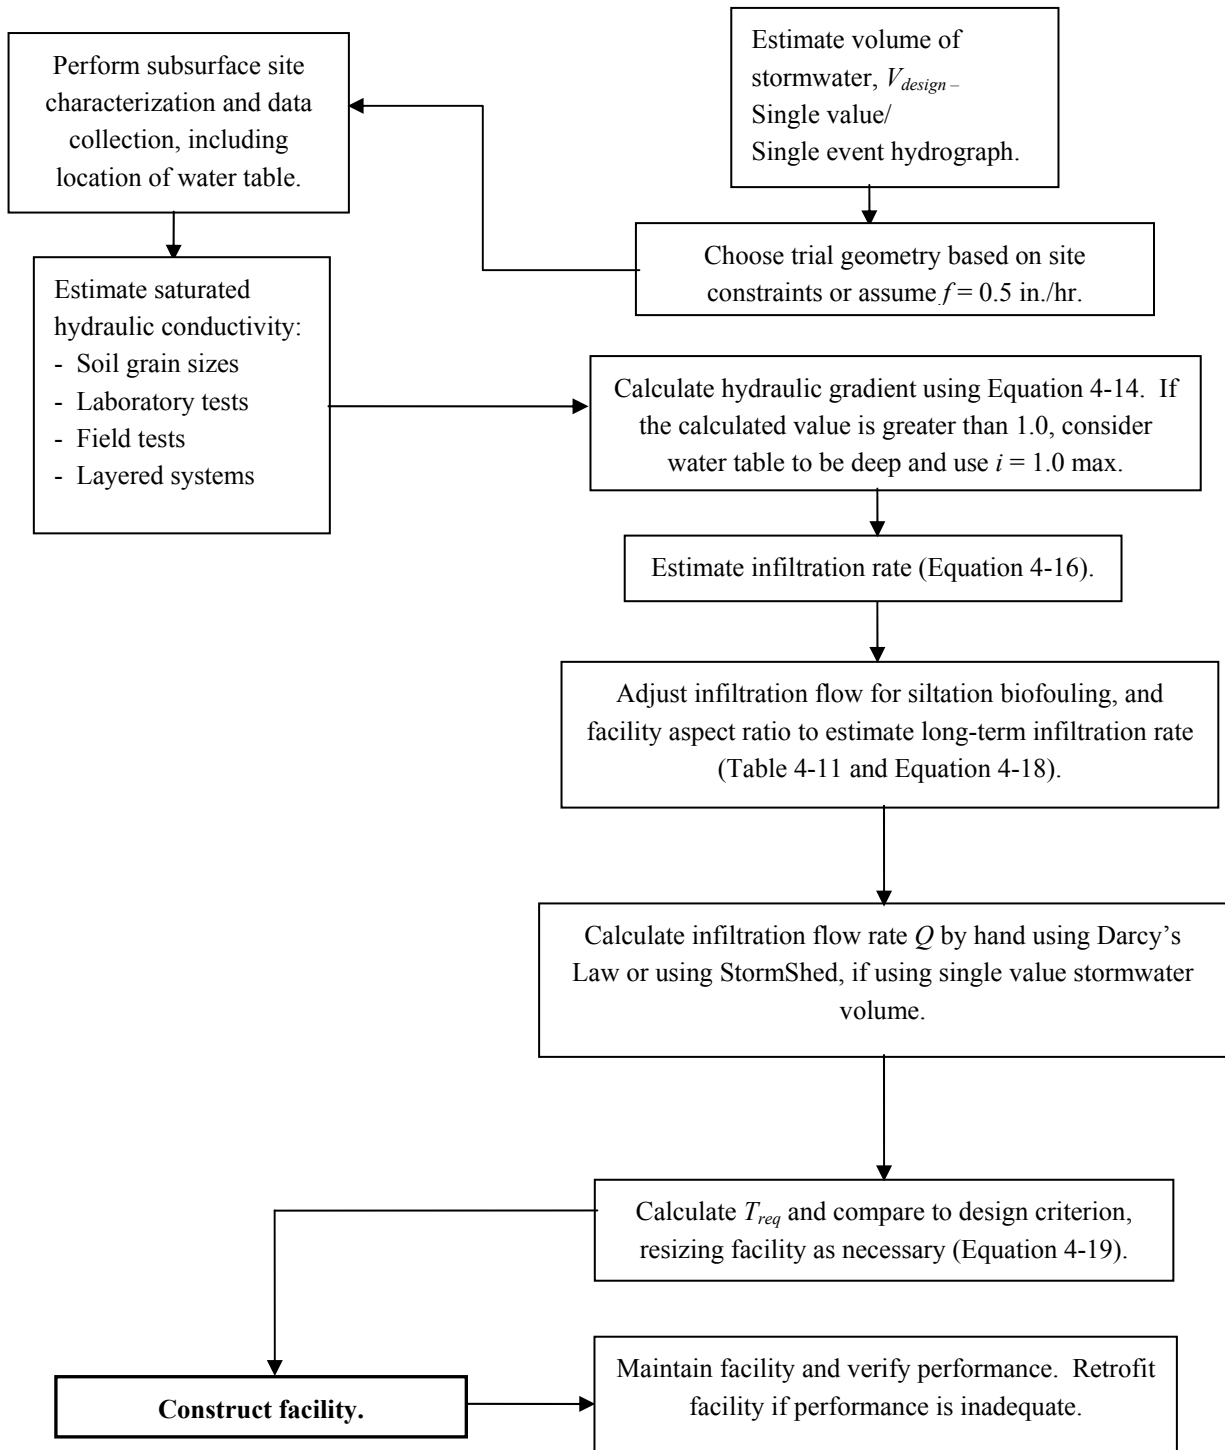 Estimate volume of
stormwater, V_design –
Single value/
Single event hydrograph.
Choose trial geometry based on site
constraints or assume f = 0.5 in./hr.
Perform subsurface site
characterization and data
collection, including
location of water table.
Estimate saturated
hydraulic conductivity:
- Soil grain sizes
- Laboratory tests
- Field tests
- Layered systems
Calculate hydraulic gradient using Equation 4-14. If
the calculated value is greater than 1.0, consider
water table to be deep and use i = 1.0 max.
Estimate infiltration rate (Equation 4-16).
Adjust infiltration flow for siltation biofouling, and
facility aspect ratio to estimate long-term infiltration rate
(Table 4-11 and Equation 4-18).
Calculate infiltration flow rate Q by hand using Darcy's
Law or using StormShed, if using single value stormwater
volume.
Calculate T_req and compare to design criterion,
resizing facility as necessary (Equation 4-19).
Construct facility.
Maintain facility and verify performance. Retrofit
facility if performance is inadequate.